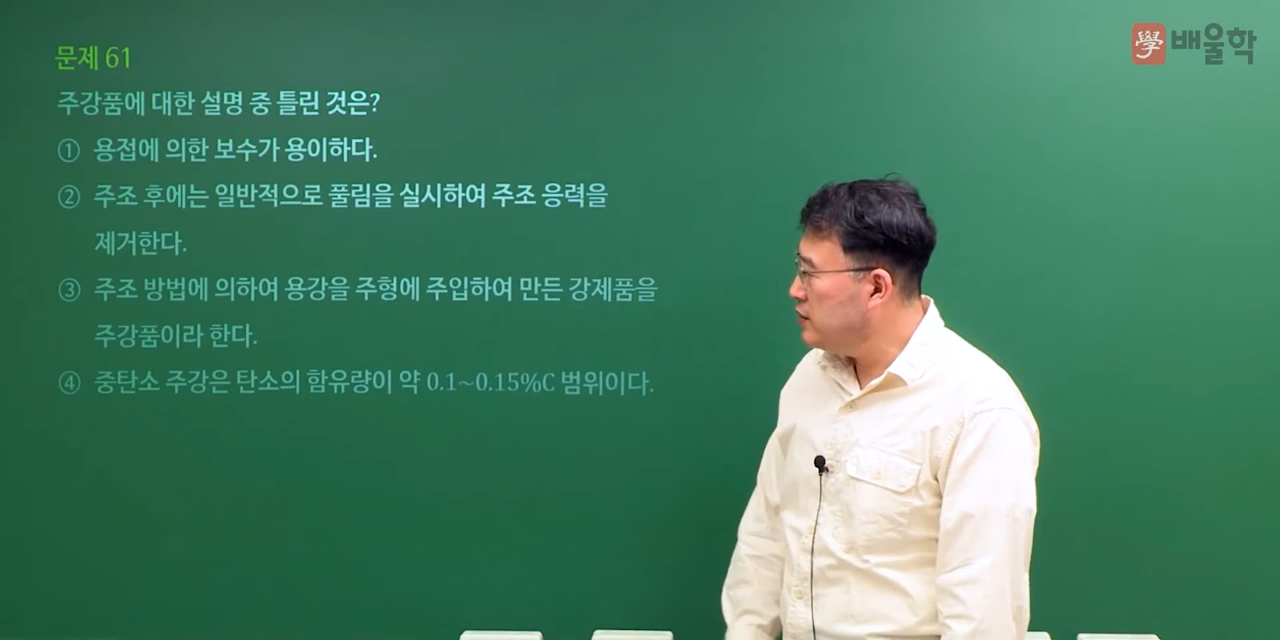 學 배울학
문제 61
주강품에 대한 설명 중 틀린 것은?
① 용접에 의한 보수가 용이하다.
② 주조 후에는 일반적으로 풀림을 실시하여 주조 응력을
제거한다.
③ 주조 방법에 의하여 용강을 주형에 주입하여 만든 강제품을
주강품이라 한다.
④ 중탄소 주강은 탄소의 함유량이 약 0.1~0.15%C 범위이다.